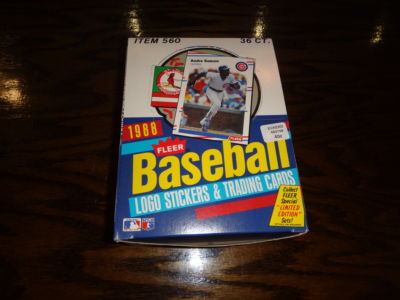 ITEM 560 36 CT.
Andre Dawson
1988
FLEER
Baseball
LOGO STICKERS & TRADING CARDS
Collect
FLEER
Special
"LIMITED
EDITION"
Sets!